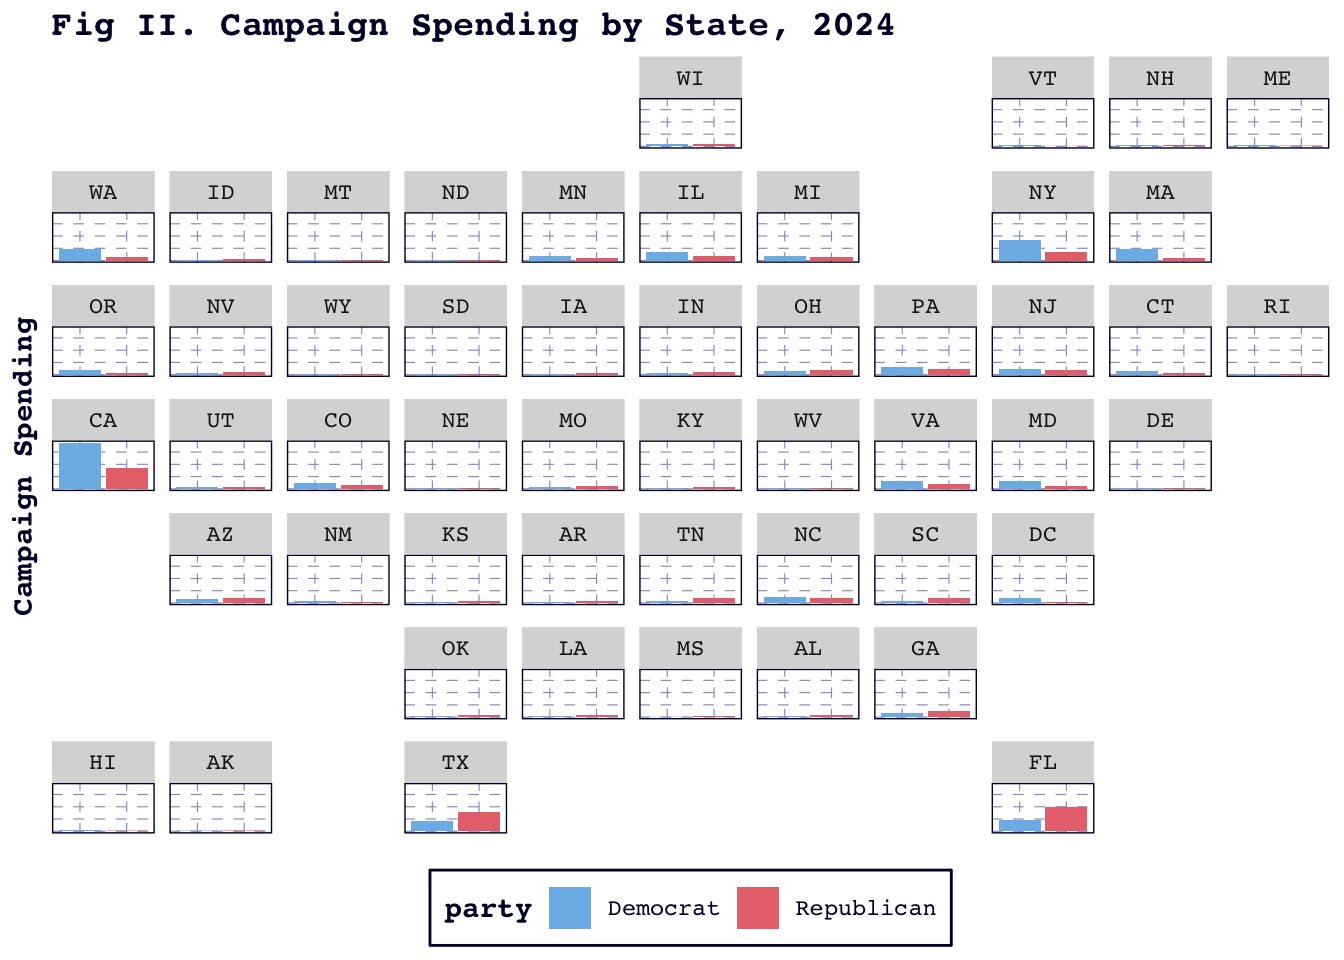 Fig II. Campaign Spending by State, 2024
WI VT NH ME
WA ID MT ND MN IL MI NY MA
OR NV WY SD IA IN OH PA NJ CT RI
CA UT CO NE MO KY WV VA MD DE
AZ NM KS AR TN NC SC DC
OK LA MS AL GA
HI AK TX FL
Campaign Spending
party Democrat Republican